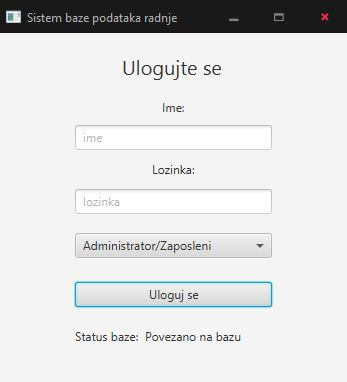 Sistem baze podataka radnje
Ulogujte se
Ime:
ime
Lozinka:
lozinka
Administrator/Zaposleni
Uloguj se
Status baze: Povezano na bazu